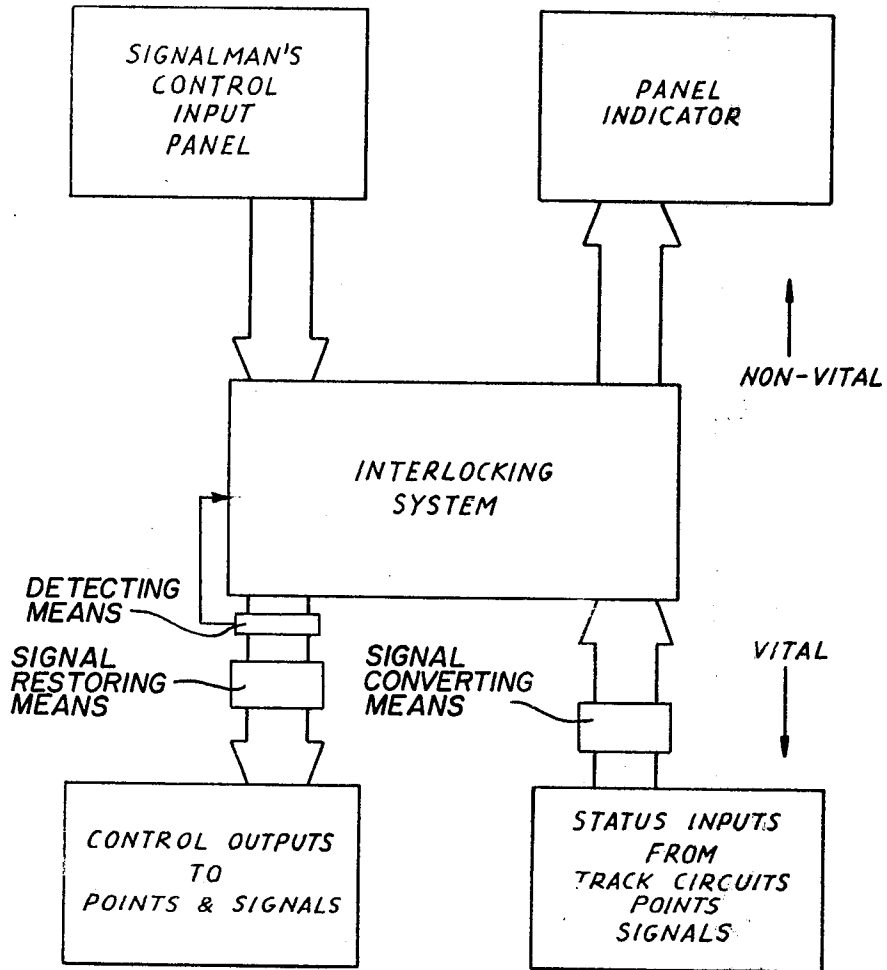 SIGNALMAN'S
CONTROL
INPUT
PANEL
PANEL
INDICATOR
NON-VITAL
INTERLOCKING
SYSTEM
DETECTING
MEANS
SIGNAL
RESTORING
MEANS
SIGNAL
CONVERTING
MEANS
VITAL
CONTROL OUTPUTS
TO
POINTS & SIGNALS
STATUS INPUTS
FROM
TRACK CIRCUITS
POINTS
SIGNALS